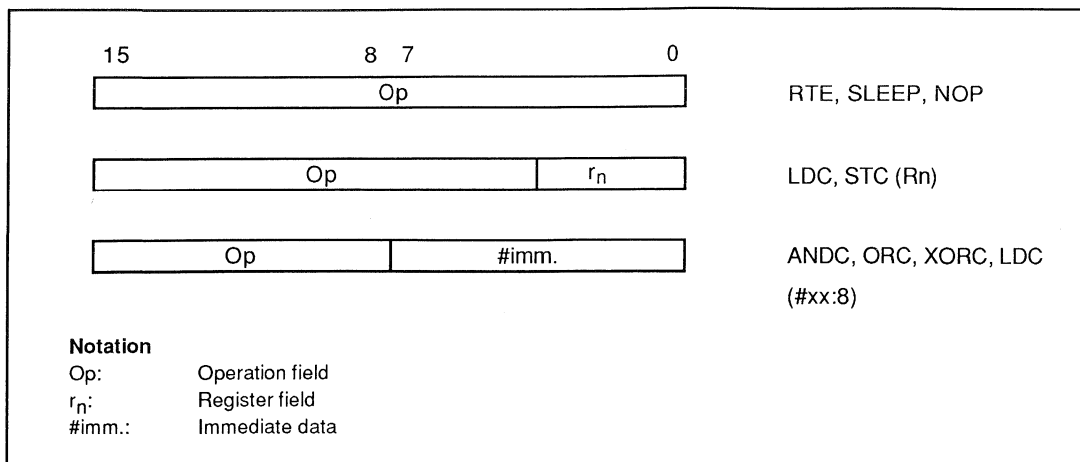 15 8 7 0
Op RTE, SLEEP, NOP
Op rn LDC, STC (Rn)
Op #imm. ANDC, ORC, XORC, LDC
(#xx:8)
Notation
Op: Operation field
rn: Register field
#imm.: Immediate data